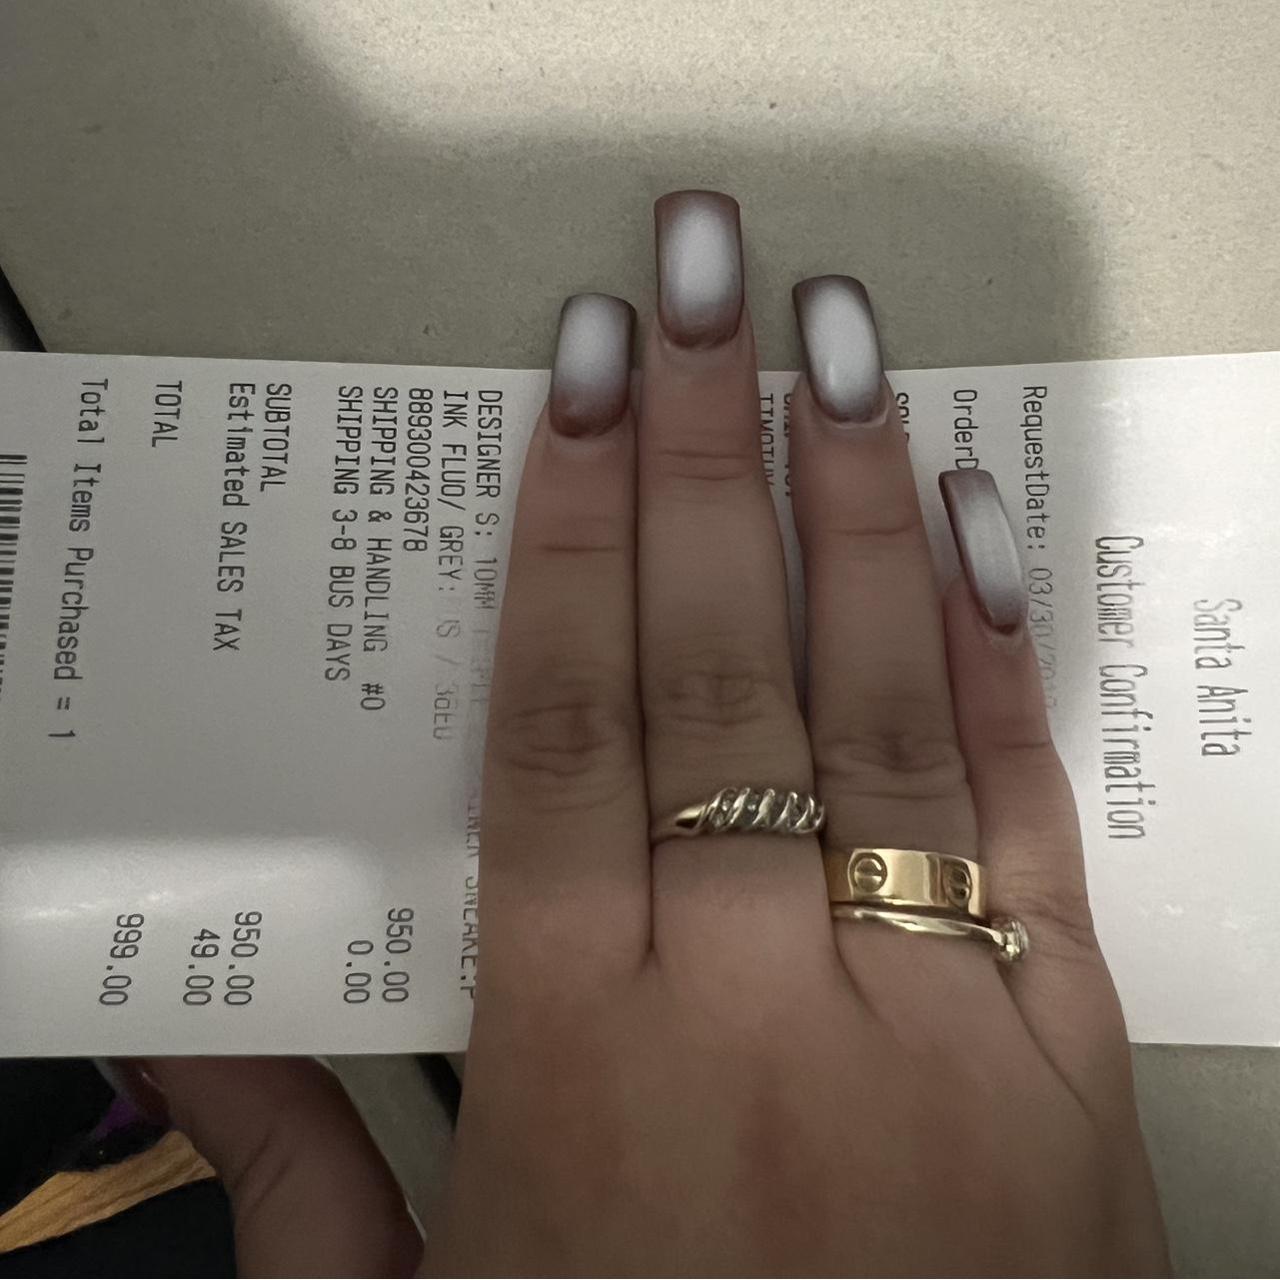 Santa Anita
Customer Confirmation
RequestDate: 03/30/
DESIGNER S: 10MM
INK FLUO/ GREY:
889300423678 950.00
SHIPPING & HANDLING #0 0.00
SHIPPING 3-8 BUS DAYS
SUBTOTAL 950.00
Estimated SALES TAX 49.00
TOTAL 999.00
Total Items Purchased = 1